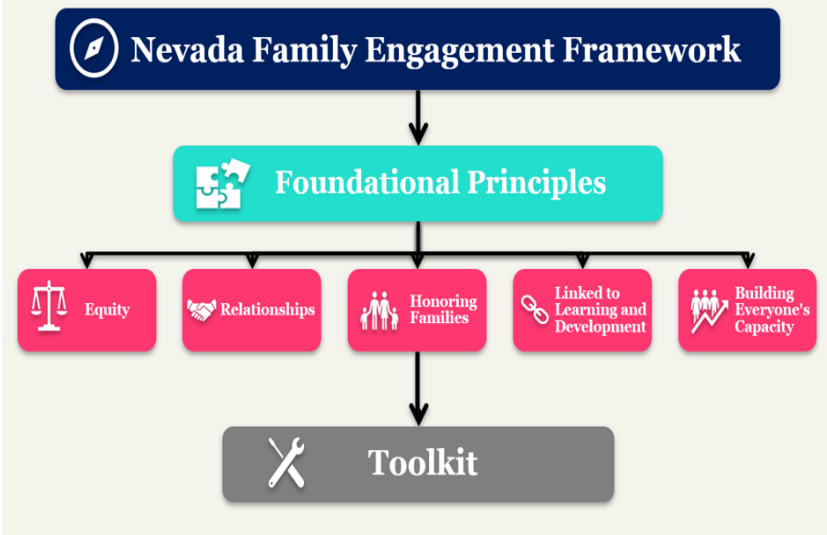 Nevada Family Engagement Framework
Foundational Principles
Equity
Relationships
Honoring
Families
Linked to
Learning and
Development
Building
Everyone's
Capacity
Toolkit